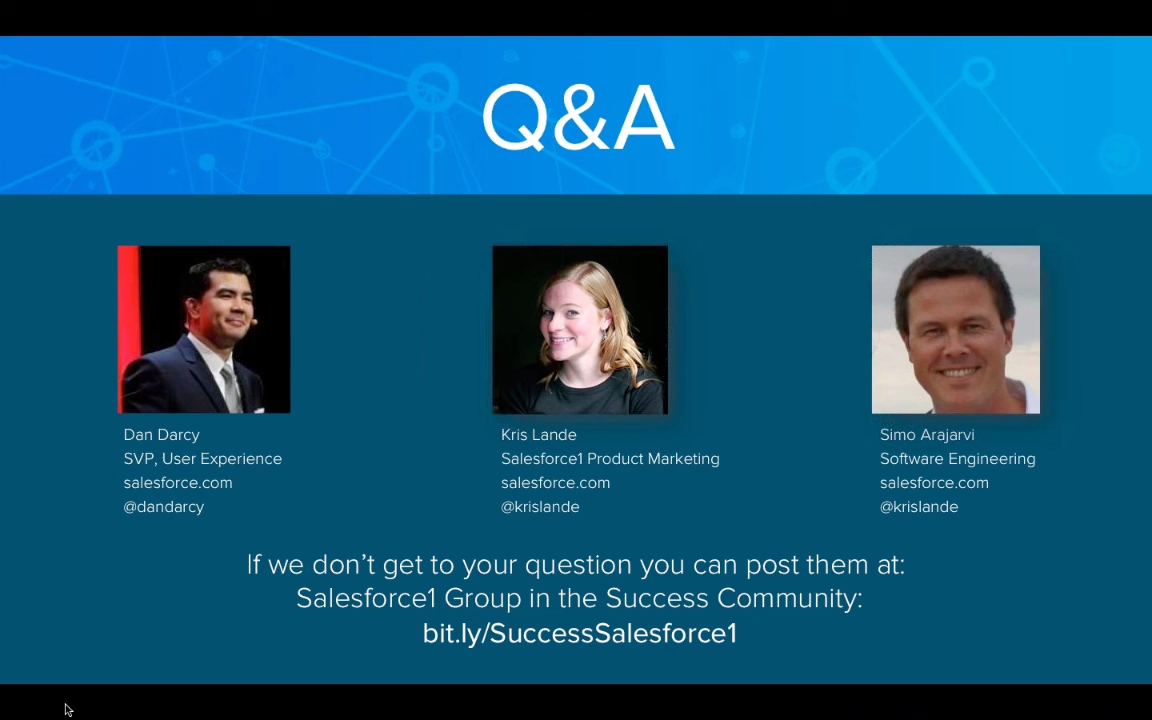 Q&A
Dan Darcy
SVP, User Experience
salesforce.com
@dandarcy
Kris Lande
Salesforce1 Product Marketing
salesforce.com
@krislande
Simo Arajarvi
Software Engineering
salesforce.com
@krislande
If we don’t get to your question you can post them at:
Salesforce1 Group in the Success Community:
bit.ly/SuccessSalesforce1